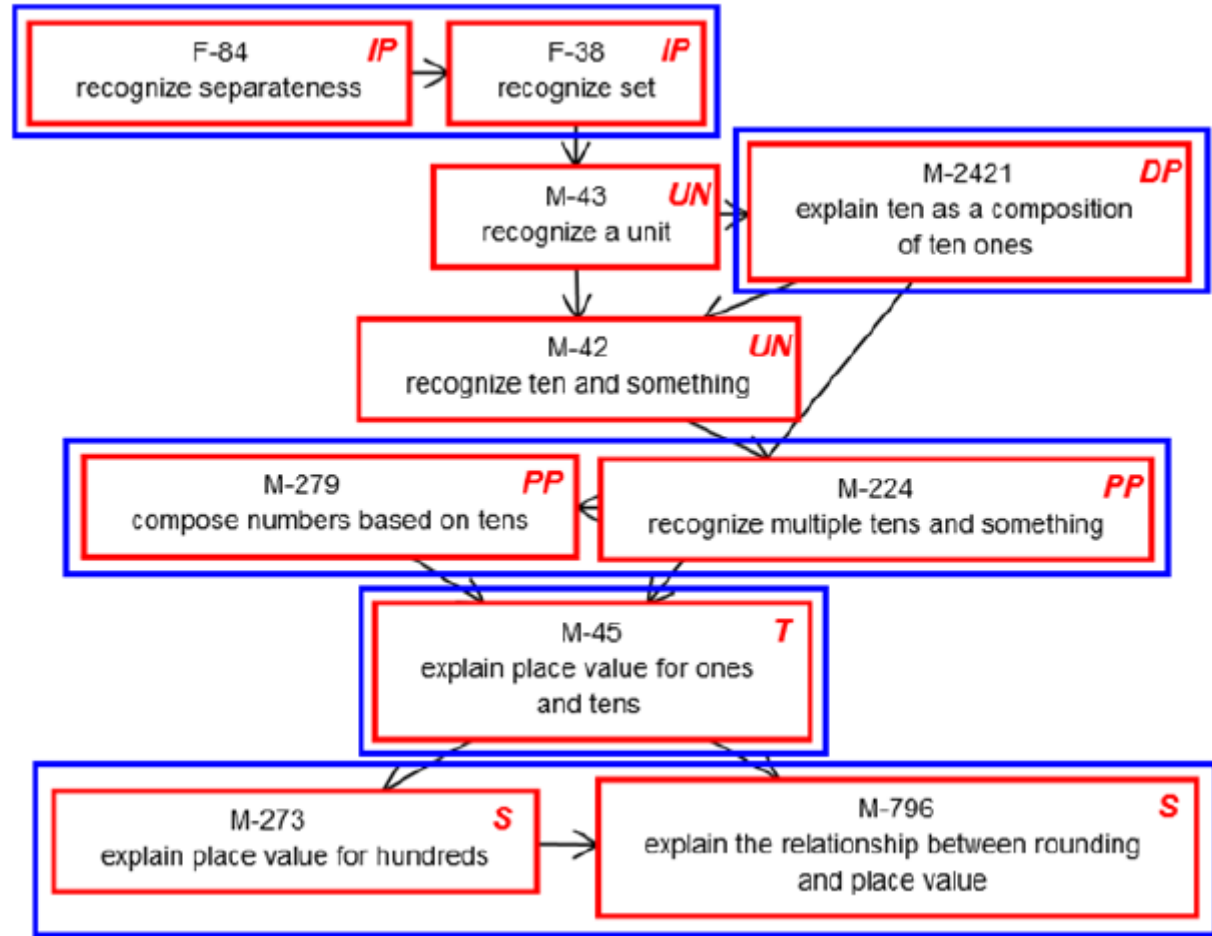 F-84 IP
recognize separateness
F-38 IP
recognize set
M-43 UN
recognize a unit
M-2421 DP
explain ten as a composition
of ten ones
M-42 UN
recognize ten and something
M-279 PP
compose numbers based on tens
M-224 PP
recognize multiple tens and something
M-45 T
explain place value for ones
and tens
M-273 S
explain place value for hundreds
M-796 S
explain the relationship between rounding
and place value